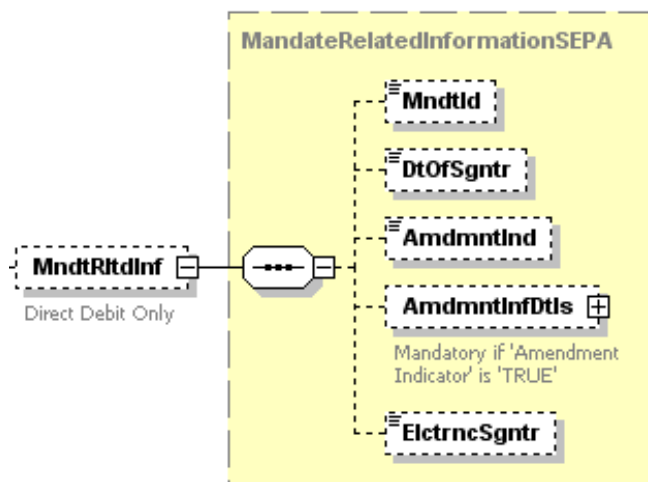 MandateRelatedInformationSEPA
MndtId
DtOfSgntr
AmdmntInd
MndtRltdInf
Direct Debit Only
AmdmntInfDtls
Mandatory if 'Amendment
Indicator' is 'TRUE'
ElctrncSgntr